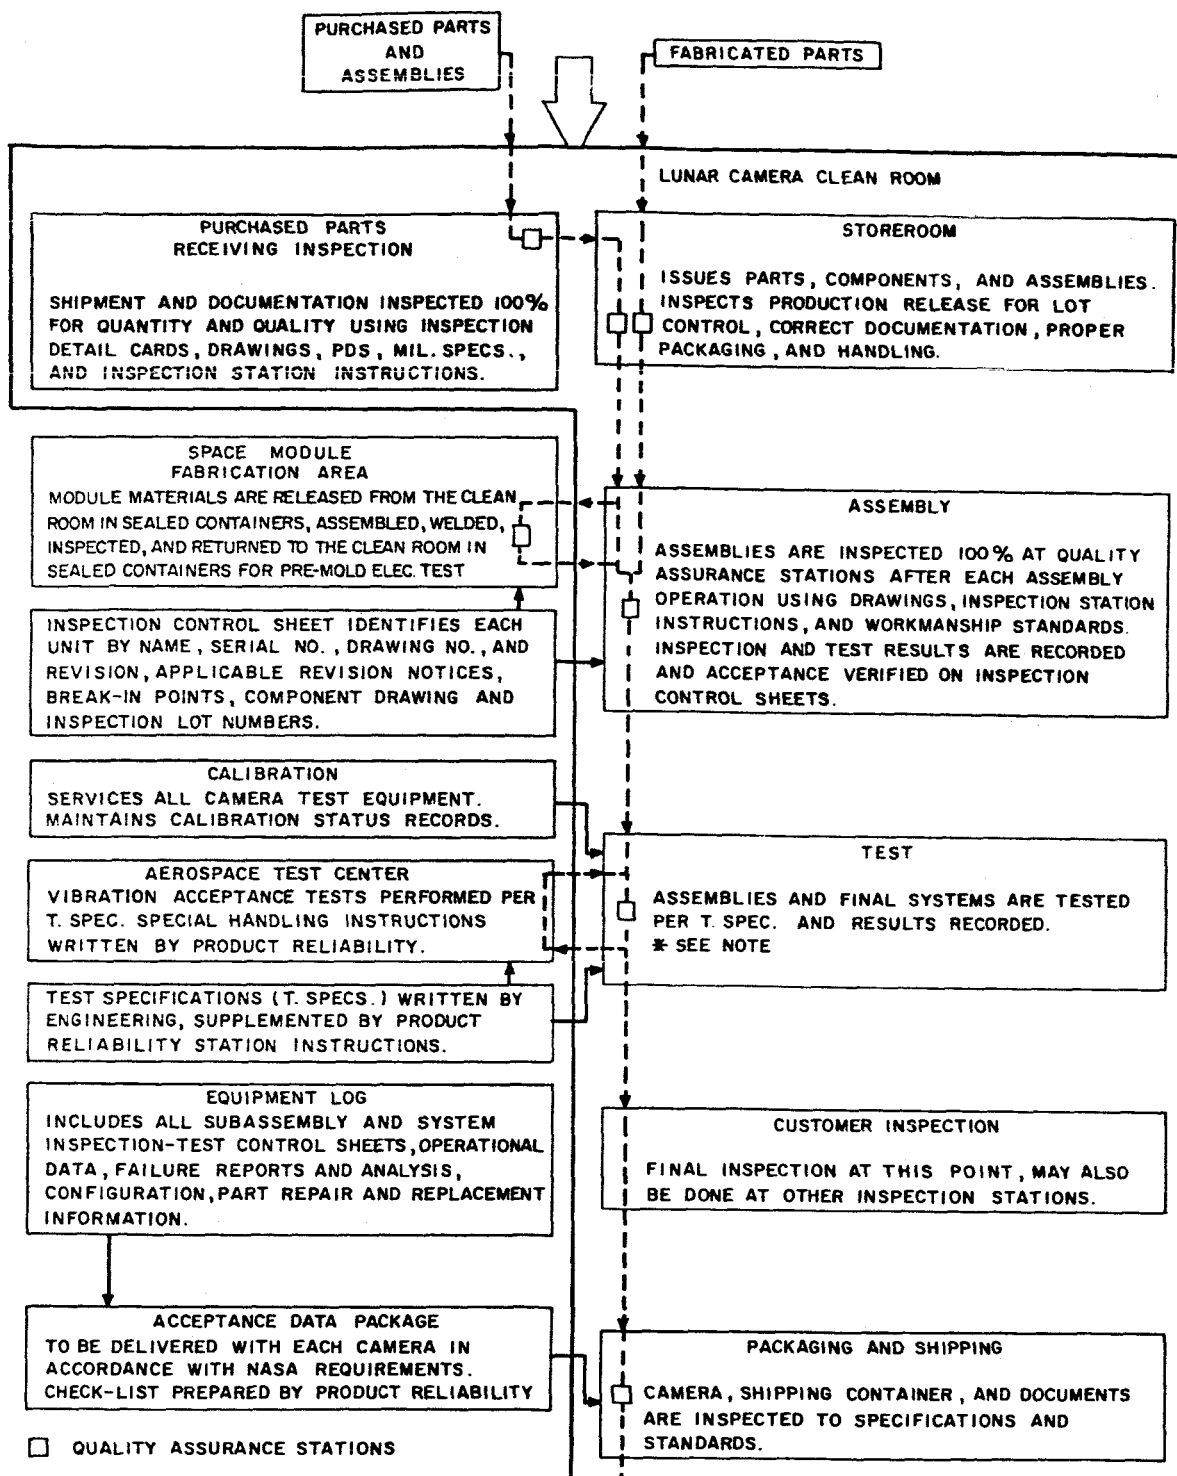 PURCHASED PARTS
AND
ASSEMBLIES
FABRICATED PARTS
LUNAR CAMERA CLEAN ROOM
PURCHASED PARTS
RECEIVING INSPECTION
SHIPMENT AND DOCUMENTATION INSPECTED 100%
FOR QUANTITY AND QUALITY USING INSPECTION
DETAIL CARDS, DRAWINGS, PDS, MIL. SPECS.,
AND INSPECTION STATION INSTRUCTIONS.
STOREROOM
ISSUES PARTS, COMPONENTS, AND ASSEMBLIES.
INSPECTS PRODUCTION RELEASE FOR LOT
CONTROL, CORRECT DOCUMENTATION, PROPER
PACKAGING, AND HANDLING.
SPACE MODULE
FABRICATION AREA
MODULE MATERIALS ARE RELEASED FROM THE CLEAN
ROOM IN SEALED CONTAINERS, ASSEMBLED, WELDED,
INSPECTED, AND RETURNED TO THE CLEAN ROOM IN
SEALED CONTAINERS FOR PRE-MOLD ELEC. TEST
ASSEMBLY
ASSEMBLIES ARE INSPECTED 100% AT QUALITY
ASSURANCE STATIONS AFTER EACH ASSEMBLY
OPERATION USING DRAWINGS, INSPECTION STATION
INSTRUCTIONS, AND WORKMANSHIP STANDARDS.
INSPECTION AND TEST RESULTS ARE RECORDED
AND ACCEPTANCE VERIFIED ON INSPECTION
CONTROL SHEETS.
INSPECTION CONTROL SHEET IDENTIFIES EACH
UNIT BY NAME, SERIAL NO., DRAWING NO., AND
REVISION, APPLICABLE REVISION NOTICES,
BREAK-IN POINTS, COMPONENT DRAWING AND
INSPECTION LOT NUMBERS.
CALIBRATION
SERVICES ALL CAMERA TEST EQUIPMENT.
MAINTAINS CALIBRATION STATUS RECORDS.
AEROSPACE TEST CENTER
VIBRATION ACCEPTANCE TESTS PERFORMED PER
T. SPEC. SPECIAL HANDLING INSTRUCTIONS
WRITTEN BY PRODUCT RELIABILITY.
TEST
ASSEMBLIES AND FINAL SYSTEMS ARE TESTED
PER T. SPEC. AND RESULTS RECORDED.
* SEE NOTE
TEST SPECIFICATIONS (T. SPECS.) WRITTEN BY
ENGINEERING, SUPPLEMENTED BY PRODUCT
RELIABILITY STATION INSTRUCTIONS.
EQUIPMENT LOG
INCLUDES ALL SUBASSEMBLY AND SYSTEM
INSPECTION-TEST CONTROL SHEETS, OPERATIONAL
DATA, FAILURE REPORTS AND ANALYSIS,
CONFIGURATION, PART REPAIR AND REPLACEMENT
INFORMATION.
CUSTOMER INSPECTION
FINAL INSPECTION AT THIS POINT, MAY ALSO
BE DONE AT OTHER INSPECTION STATIONS.
ACCEPTANCE DATA PACKAGE
TO BE DELIVERED WITH EACH CAMERA IN
ACCORDANCE WITH NASA REQUIREMENTS.
CHECK-LIST PREPARED BY PRODUCT RELIABILITY
PACKAGING AND SHIPPING
CAMERA, SHIPPING CONTAINER, AND DOCUMENTS
ARE INSPECTED TO SPECIFICATIONS AND
STANDARDS.
QUALITY ASSURANCE STATIONS